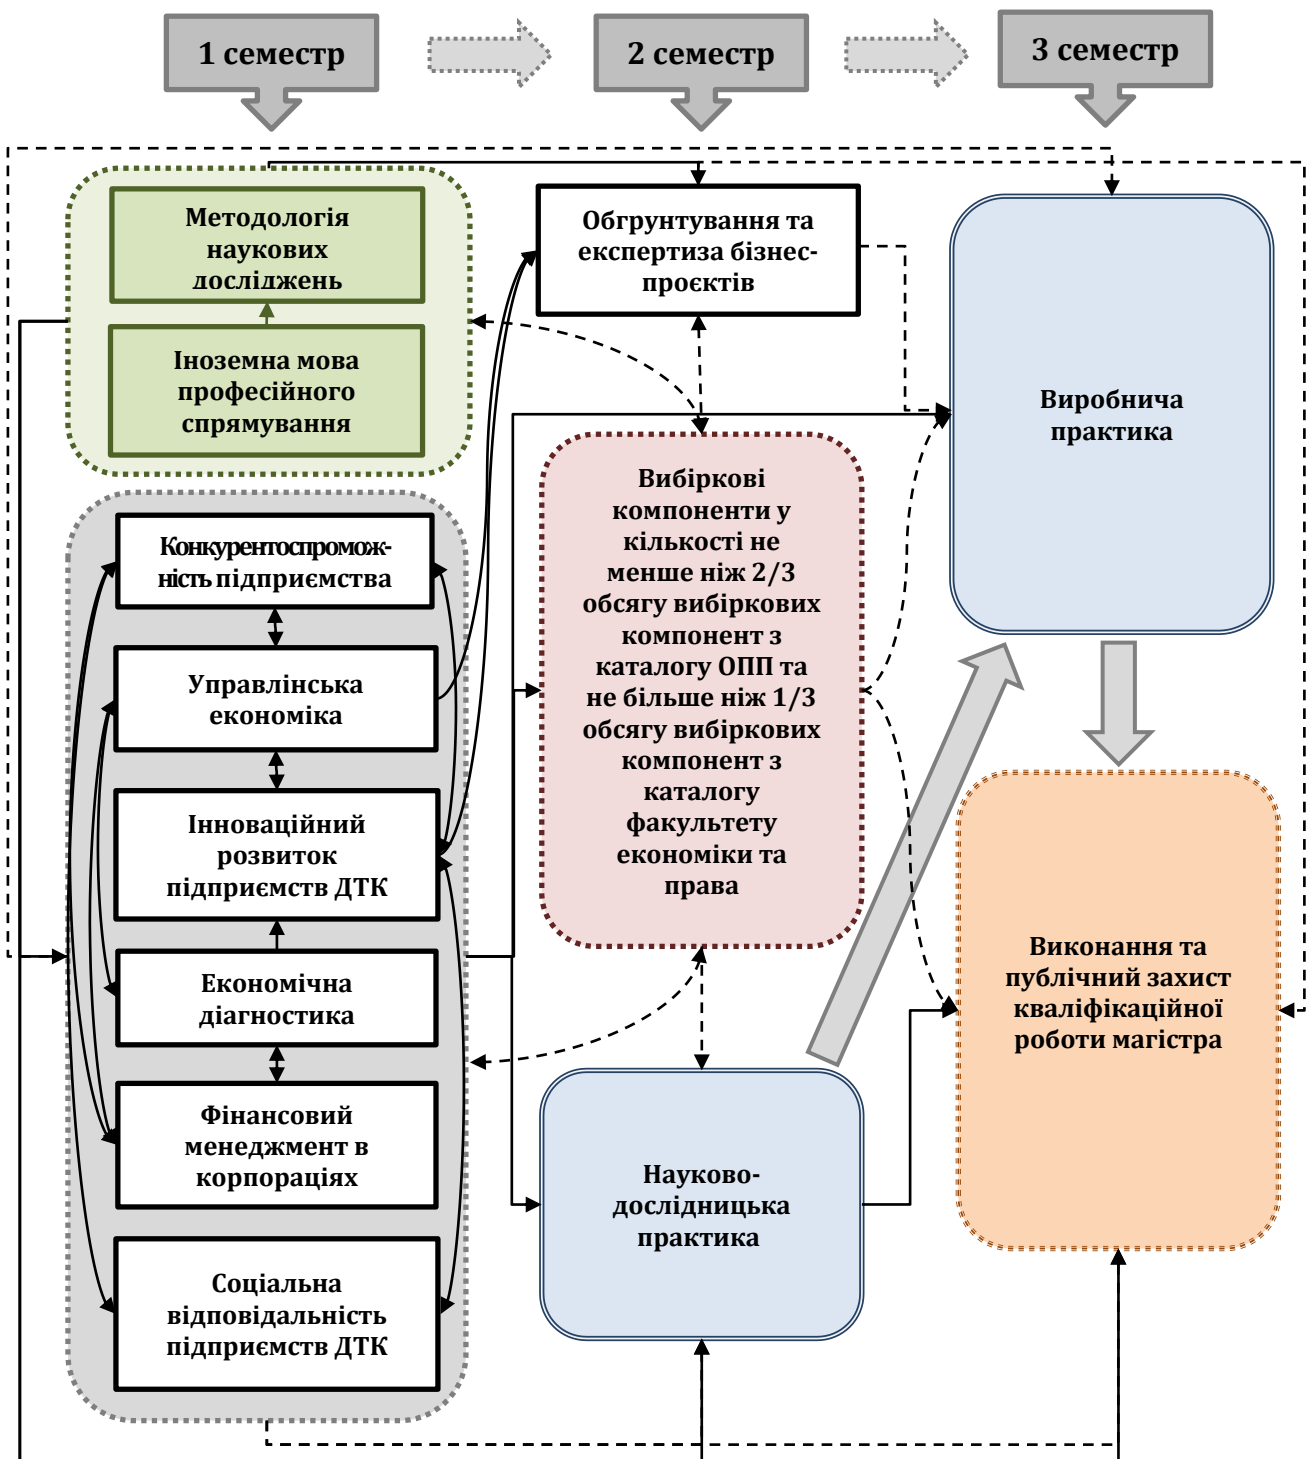 1 семестр
2 семестр
3 семестр
Методологія
наукових
досліджень
Іноземна мова
професійного
спрямування
Конкурентоспромож-
ність підприємства
Управлінська
економіка
Інноваційний
розвиток
підприємств ДТК
Економічна
діагностика
Фінансовий
менеджмент в
корпораціях
Соціальна
відповідальність
підприємств ДТК
Обгрунтування та
експертиза бізнес-
проєктів
Вибіркові
компоненти у
кількості не
менше ніж 2/3
обсягу вибіркових
компонент з
каталогу ОПП та
не більше ніж 1/3
обсягу вибіркових
компонент з
каталогу
факультету
економіки та
права
Науково-
дослідницька
практика
Виробнича
практика
Виконання та
публічний захист
кваліфікаційної
роботи магістра